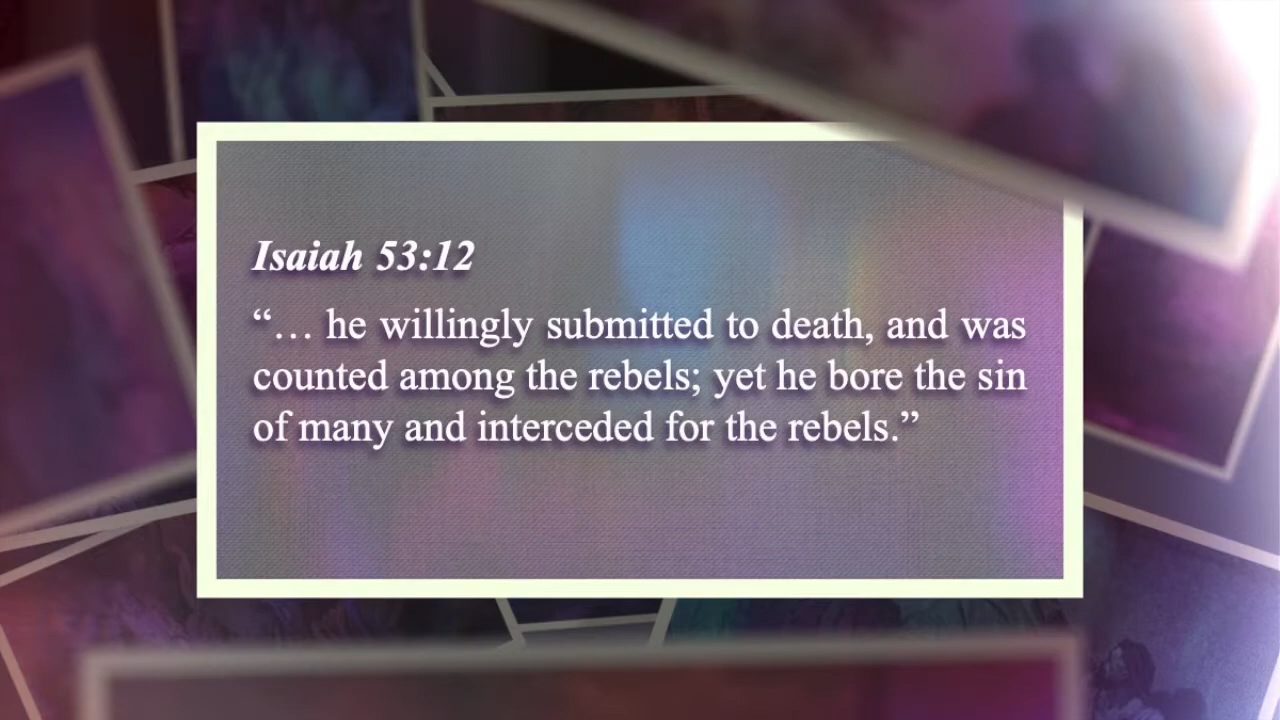 Isaiah 53:12
“… he willingly submitted to death, and was
counted among the rebels; yet he bore the sin
of many and interceded for the rebels.”